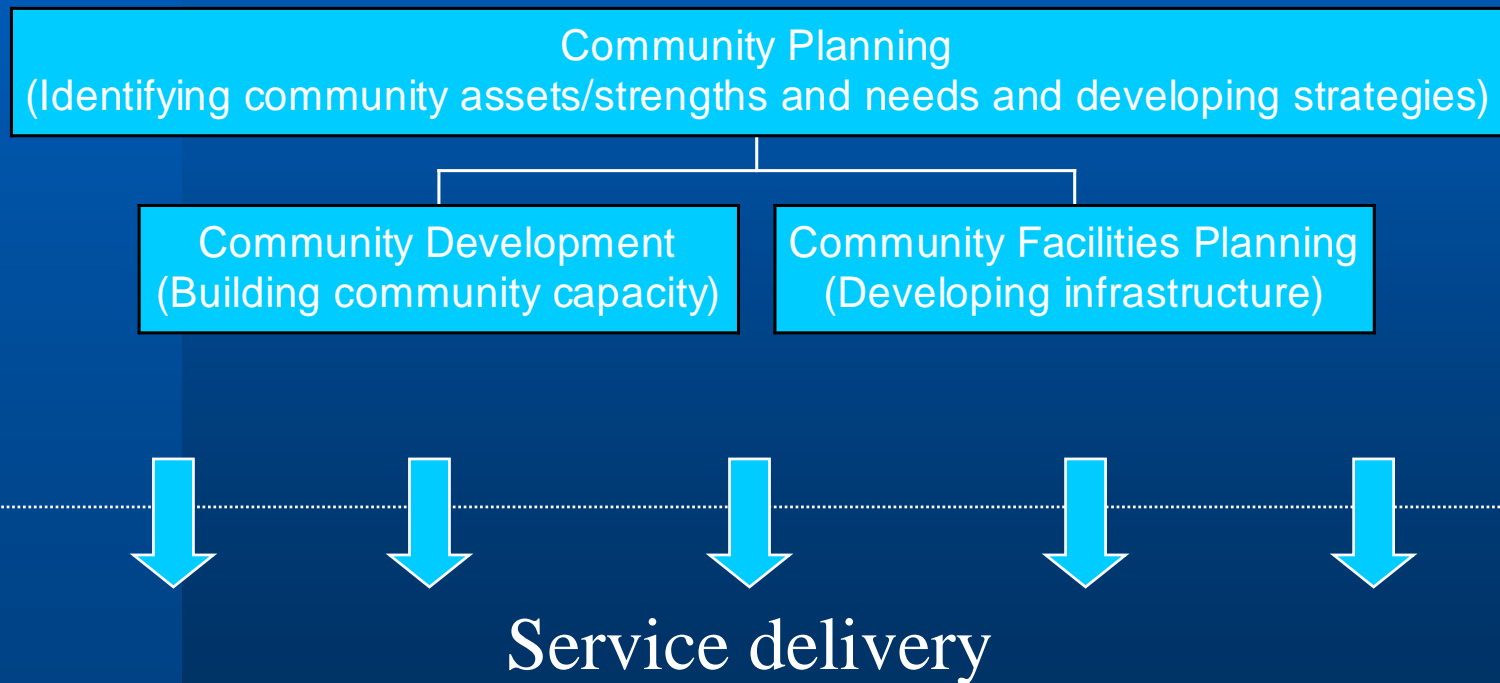 Community Planning
(Identifying community assets/strengths and needs and developing strategies)
Community Development
(Building community capacity)
Community Facilities Planning
(Developing infrastructure)
Service delivery